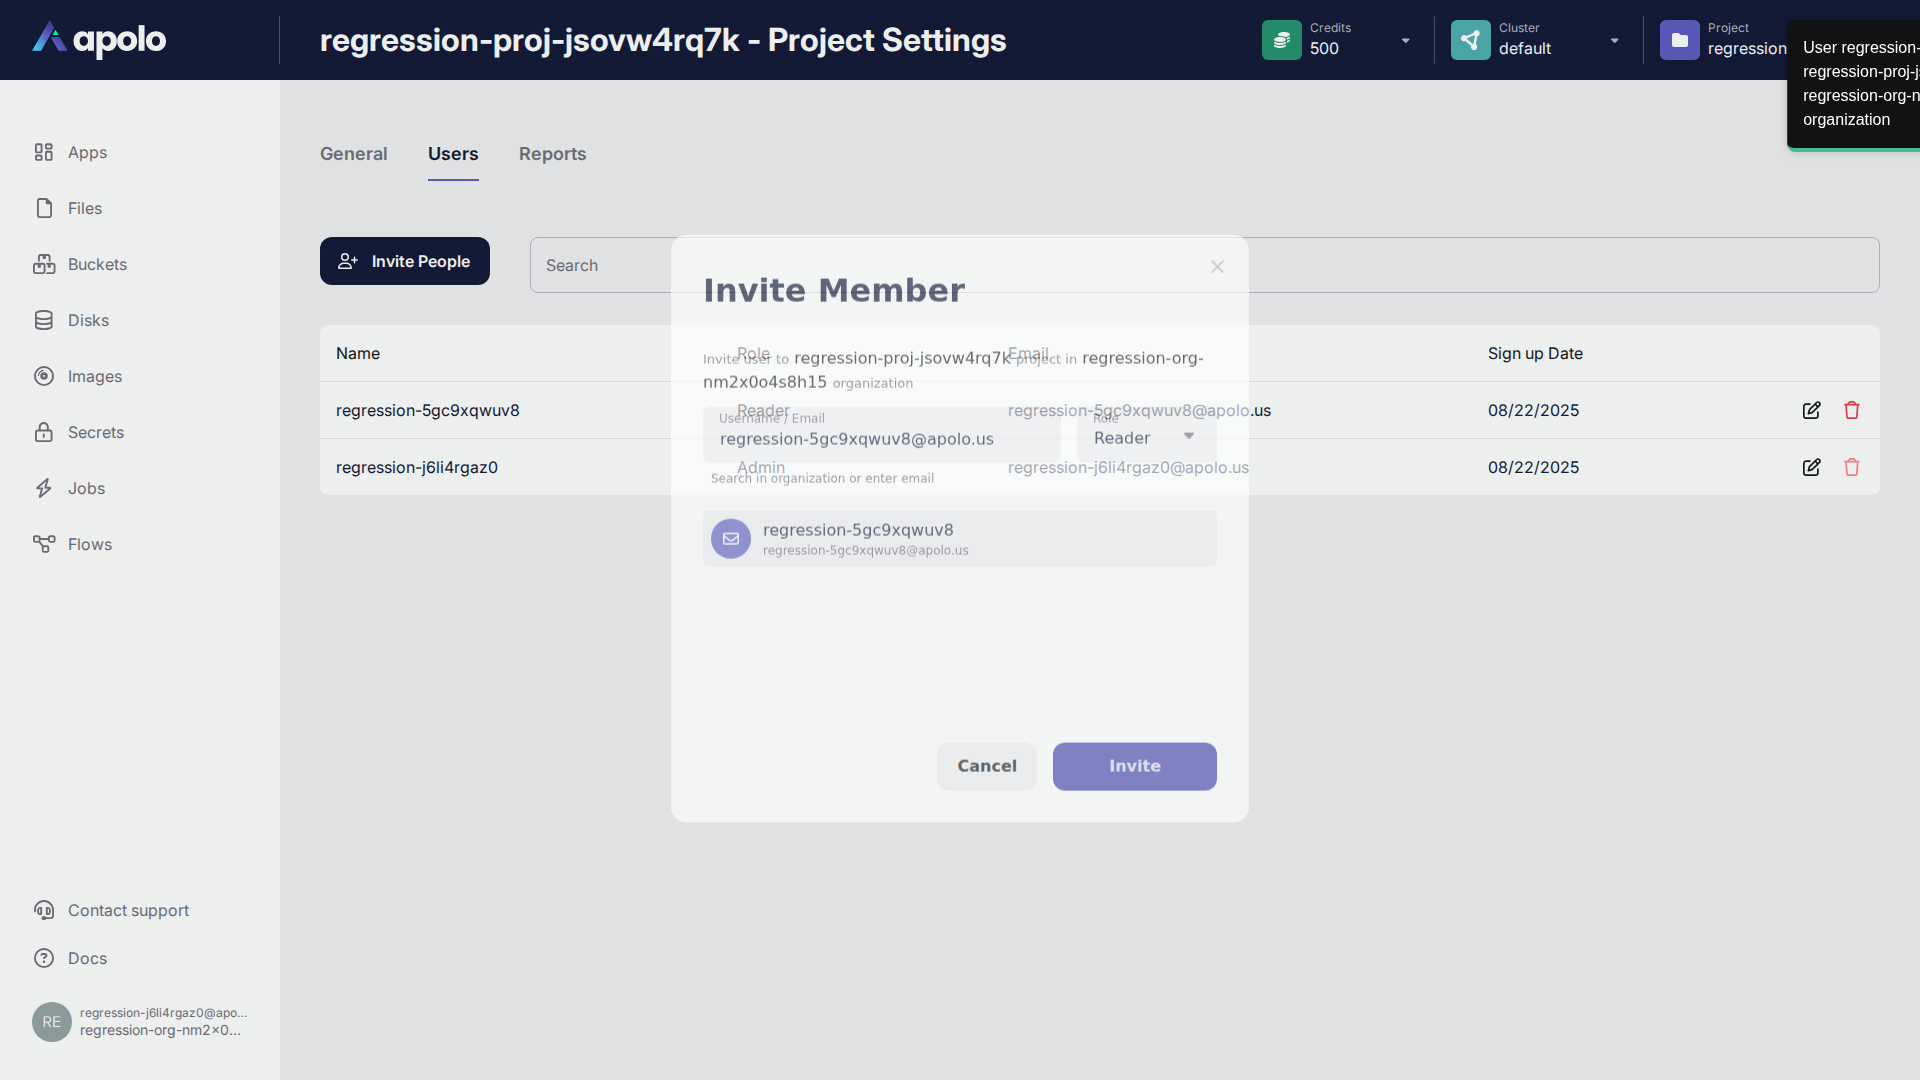 apolo
regression-proj-jsovw4rq7k - Project Settings
Credits
500
Cluster
default
Project
regression
User regression-
regression-proj-j
regression-org-n
organization
Apps
Files
Buckets
Disks
Images
Secrets
Jobs
Flows
Contact support
Docs
RE
regression-j6li4rgaz0@apo...
regression-org-nm2x0...
General
Users
Reports
Invite People
Search
Name
Role
Email
Sign up Date
regression-5gc9xqwuv8
Reader
regression-5gc9xqwuv8@apolo.us
08/22/2025
regression-j6li4rgaz0
Admin
regression-j6li4rgaz0@apolo.us
08/22/2025
Invite Member
Invite user to regression-proj-jsovw4rq7k project in regression-org-
nm2x0o4s8h15 organization
Username / Email
regression-5gc9xqwuv8@apolo.us
Role
Reader
Search in organization or enter email
regression-5gc9xqwuv8
regression-5gc9xqwuv8@apolo.us
Cancel
Invite